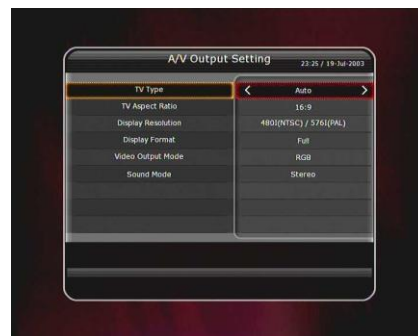 A/V Output Setting
23:25 / 19-Jul-2003
TV Type < Auto >
TV Aspect Ratio 16:9
Display Resolution 480I(NTSC) / 576I(PAL)
Display Format Full
Video Output Mode RGB
Sound Mode Stereo